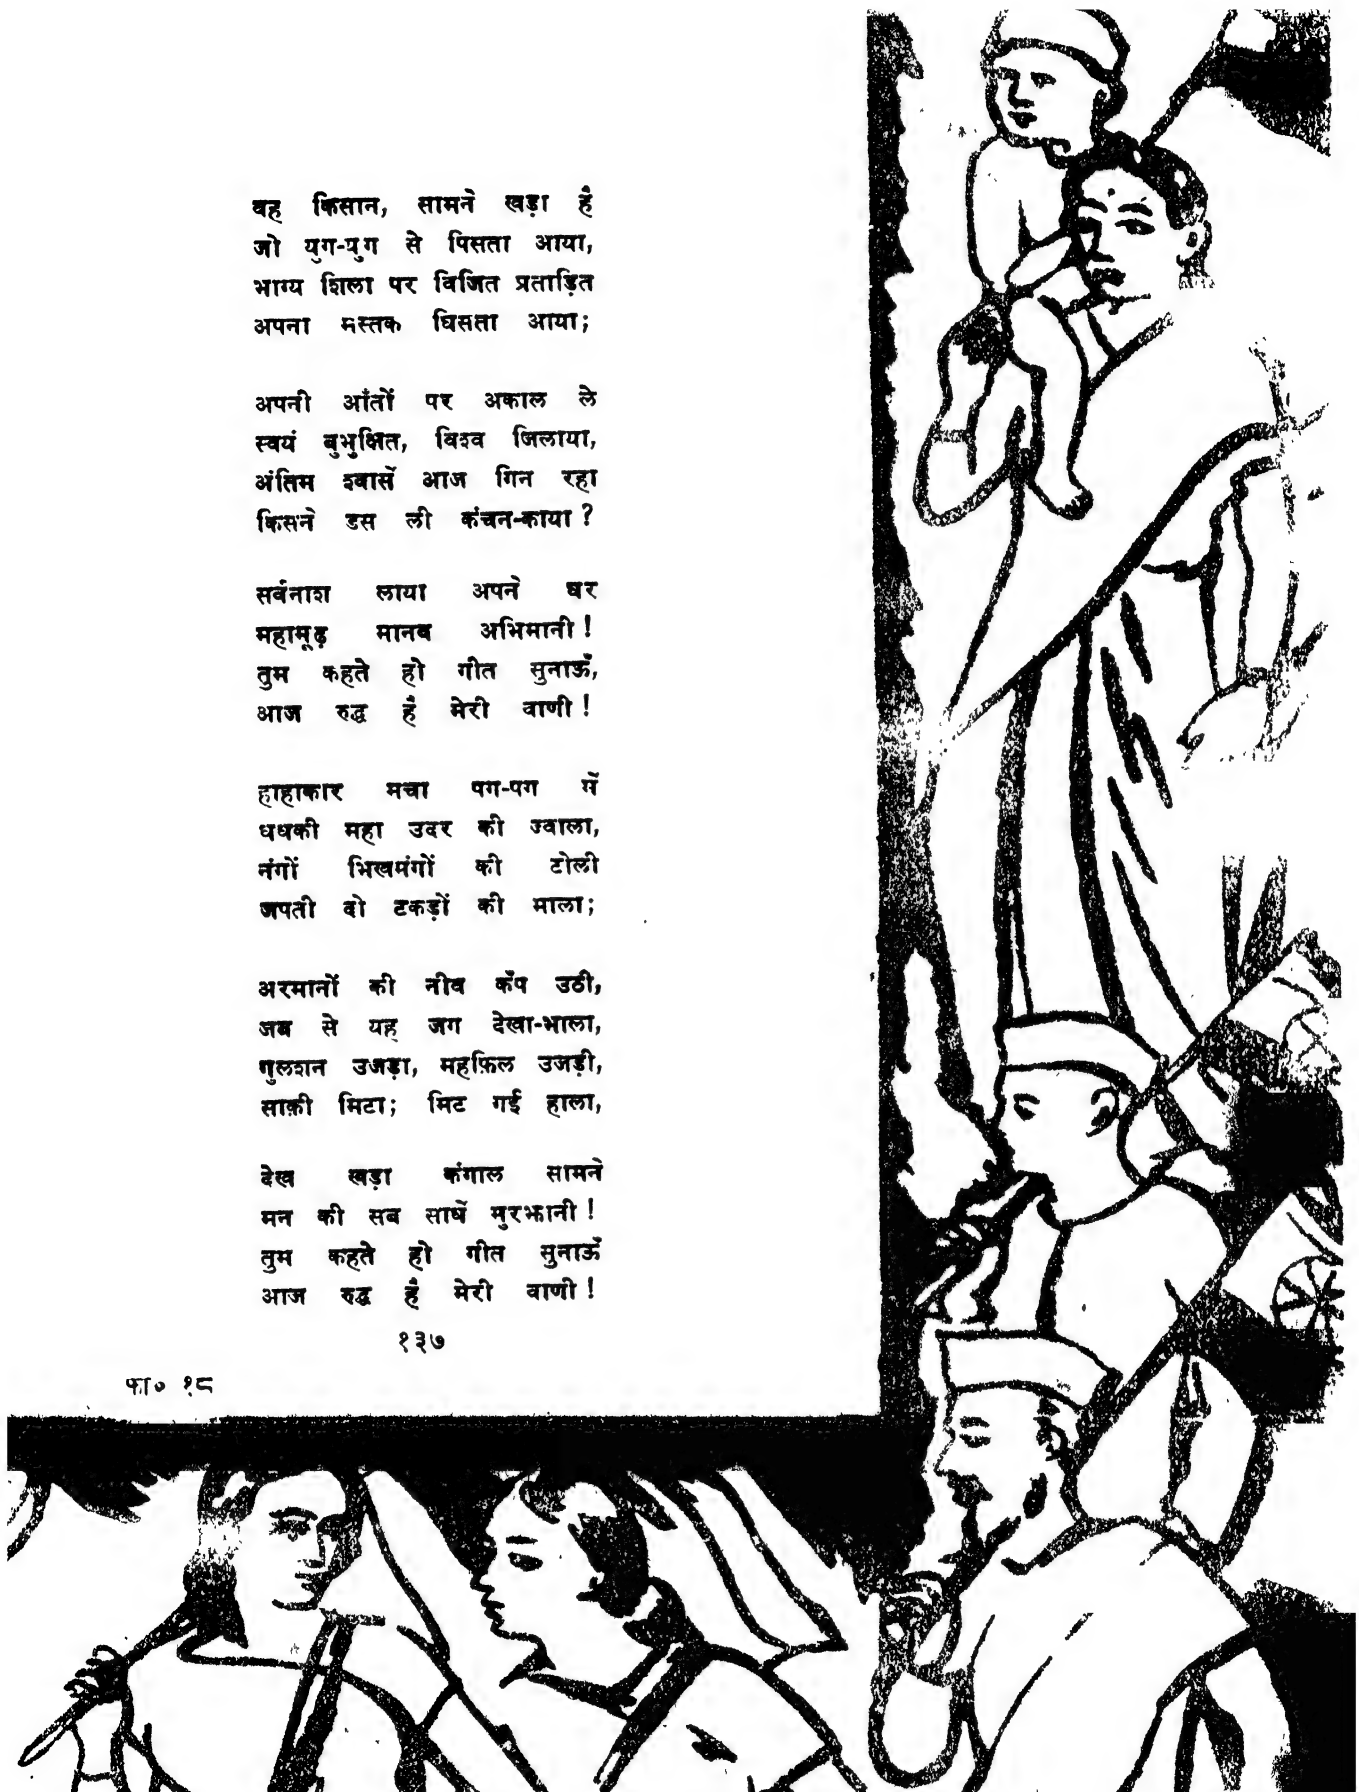 वह किसान, सामने खड़ा है
जो युग-युग से पिसता आया,
भाग्य शिला पर विजित प्रताड़ित
अपना मस्तक घिसता आया;
अपनी आँतों पर अकाल ले
स्वयं बुभुक्षित, विश्व जिलाया,
अंतिम श्वासें आज गिन रहा
किसने डस ली कंचन-काया ?
सर्वनाश लाया अपने घर
महामूढ़ मानव अभिमानी !
तुम कहते हो गीत सुनाऊँ,
आज रुद्ध है मेरी वाणी !
हाहाकार मचा पग-पग में
धधकी महा उदर की ज्वाला,
नंगों भिखमंगों की टोली
जपती दो टकड़ों की माला;
अरमानों की नीव कँप उठी,
जब से यह जग देखा-भाला,
गुलशन उजड़ा, महफ़िल उजड़ी,
साक़ी मिटा; मिट गई हाला,
देख खड़ा कंगाल सामने
मन की सब साधें मुरझानी !
तुम कहते हो गीत सुनाऊँ
आज रुद्ध है मेरी वाणी !
१३७
फा० १८